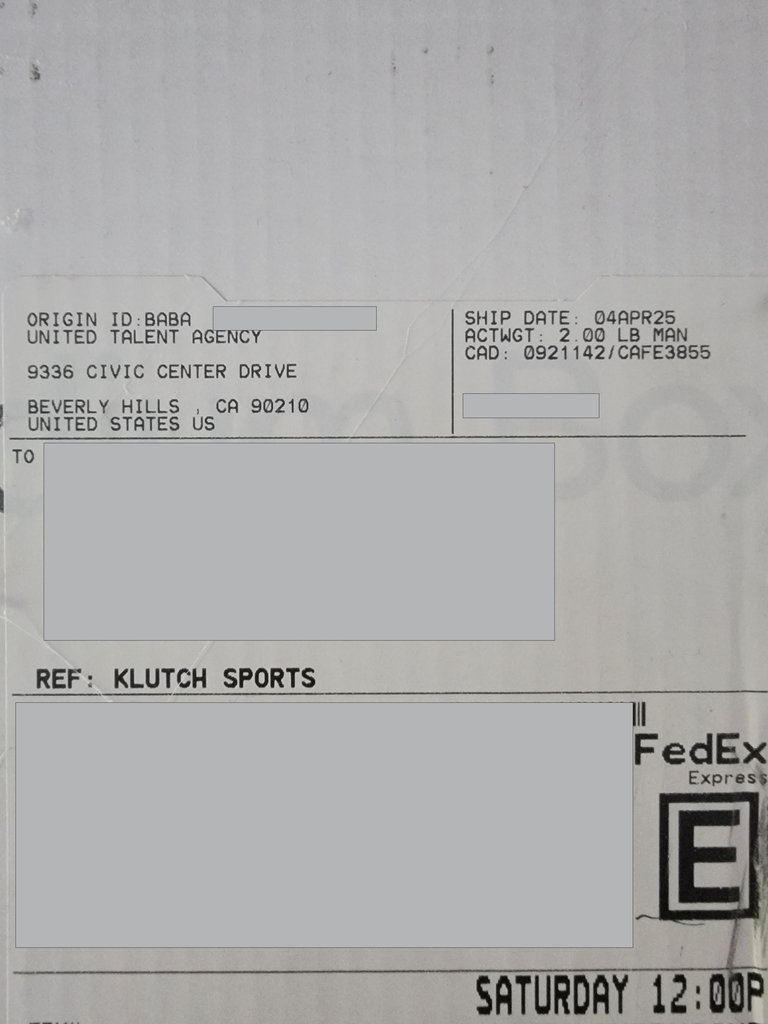 ORIGIN ID:BABA
UNITED TALENT AGENCY
9336 CIVIC CENTER DRIVE
BEVERLY HILLS , CA 90210
UNITED STATES US
SHIP DATE: 04APR25
ACTWGT: 2.00 LB MAN
CAD: 0921142/CAFE3855
TO
REF: KLUTCH SPORTS
FedEx
Express
E
SATURDAY 12:00P